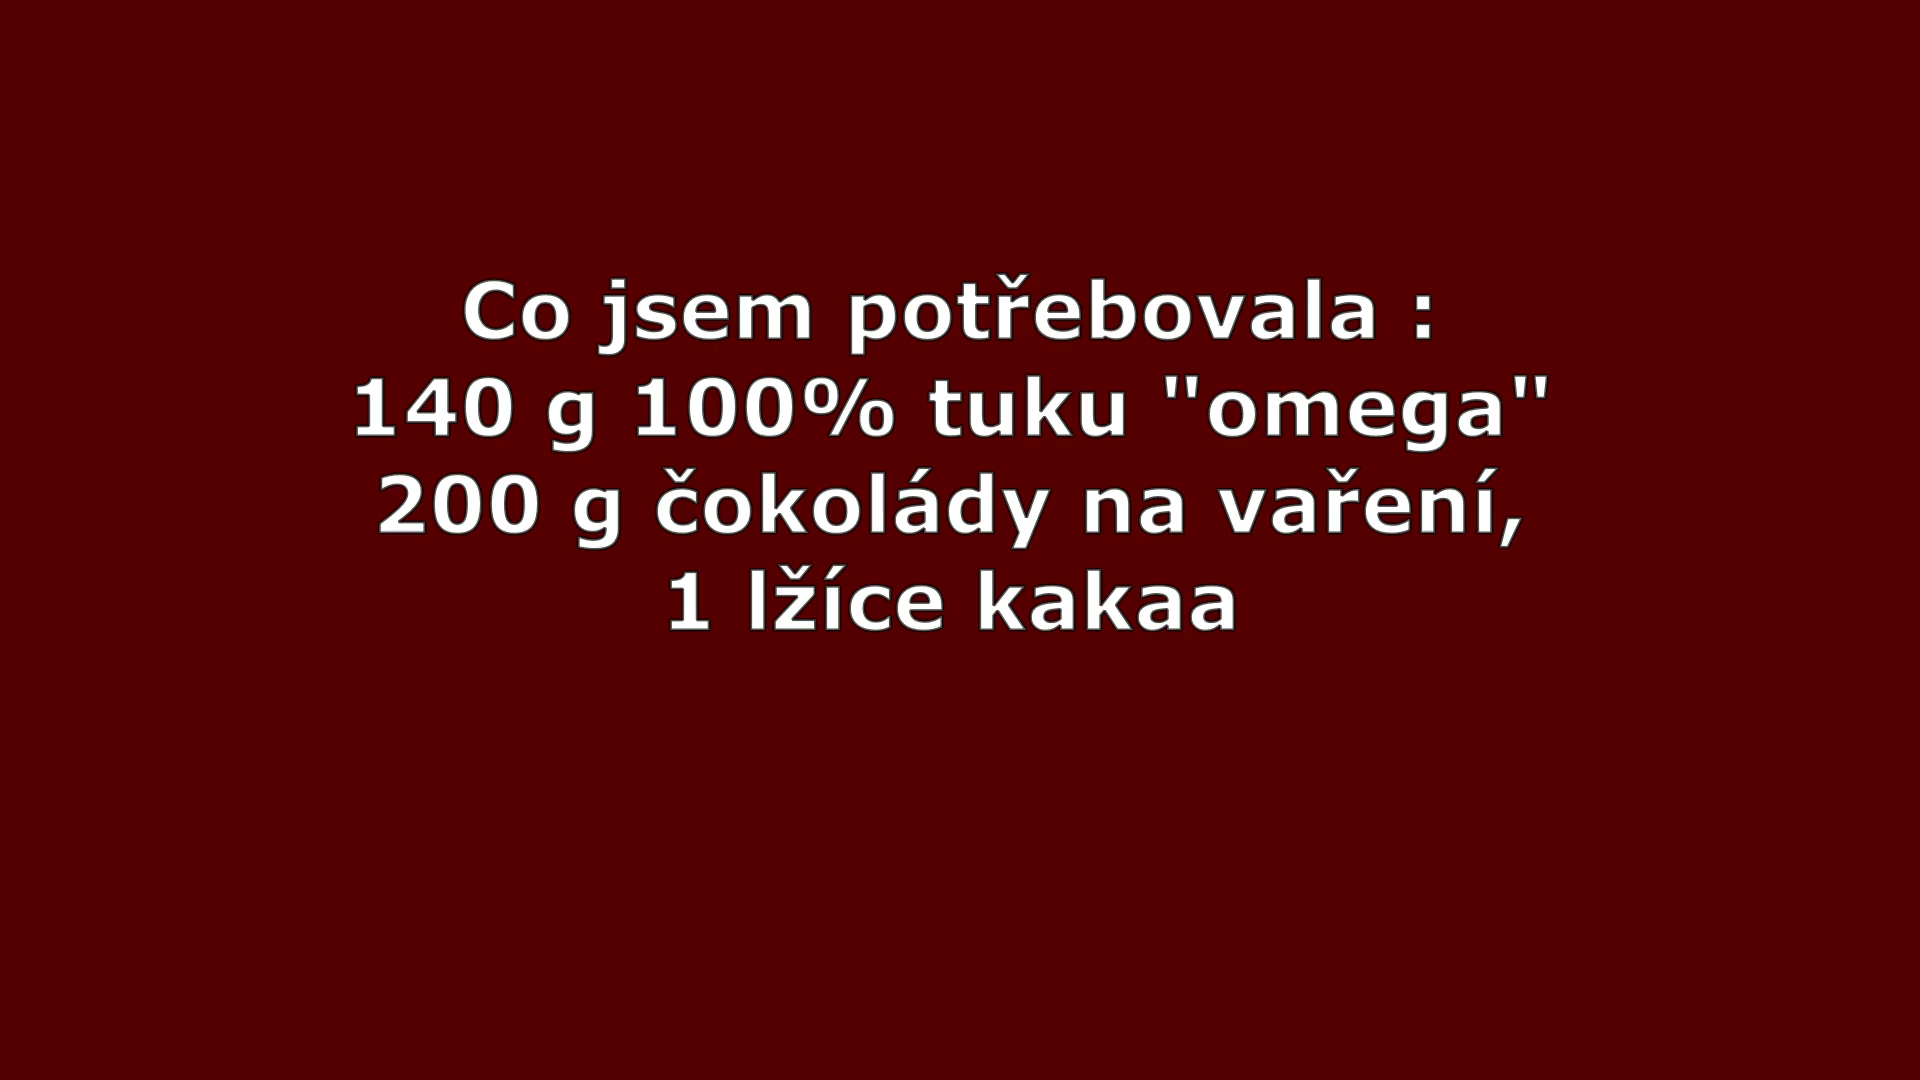 Co jsem potřebovala :
140 g 100% tuku "omega"
200 g čokolády na vaření,
1 lžíce kakaa